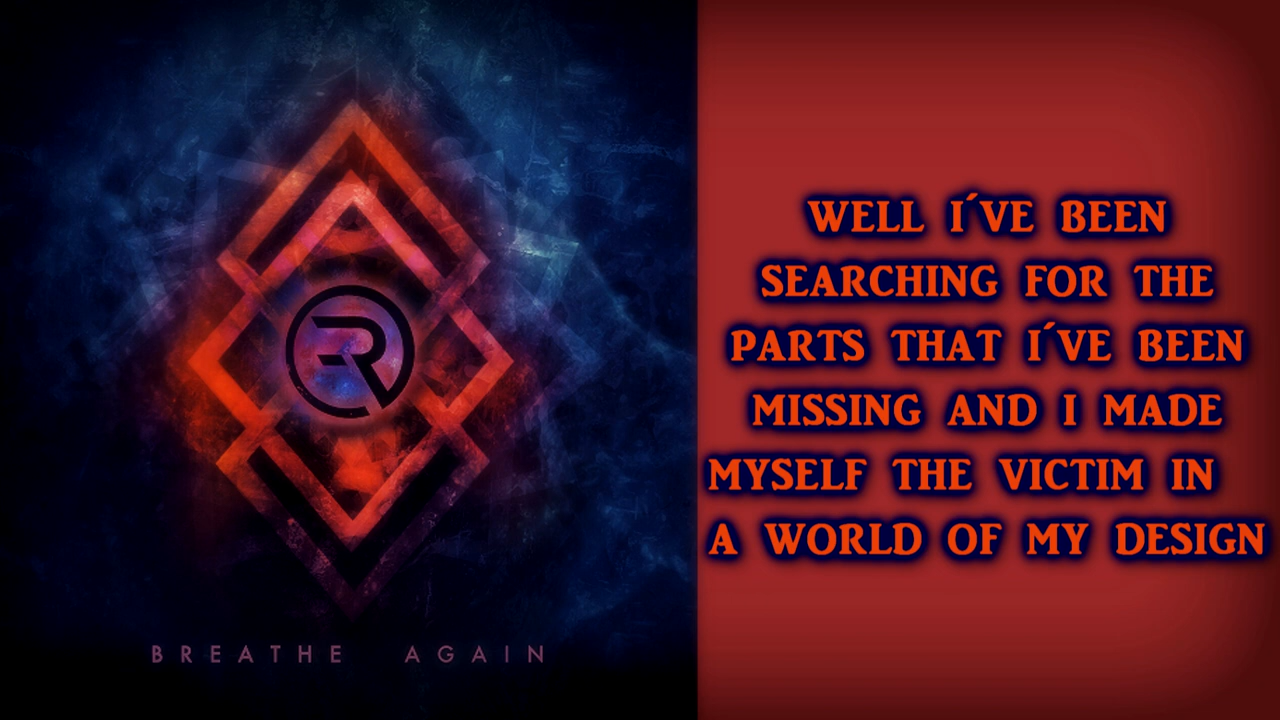 BREATHE AGAIN
WELL I´VE BEEN
SEARCHING FOR THE
PARTS THAT I´VE BEEN
MISSING AND I MADE
MYSELF THE VICTIM IN
A WORLD OF MY DESIGN